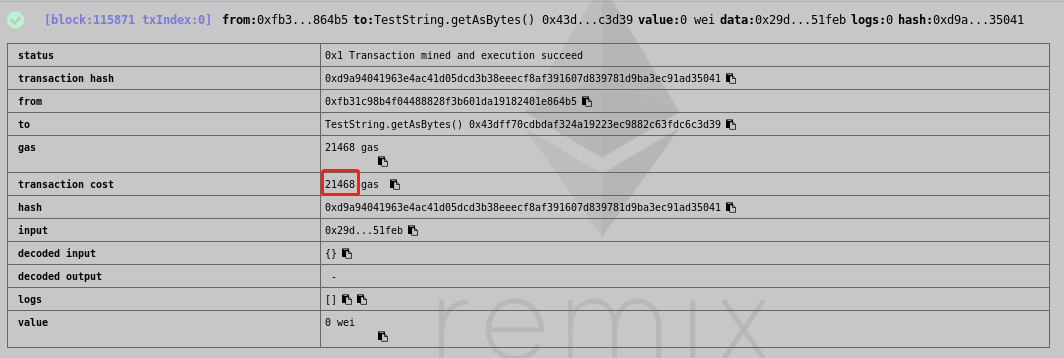 [block:115871 txIndex:0] from:0xfb3...864b5 to:TestString.getAsBytes() 0x43d...c3d39 value:0 wei data:0x29d...51feb logs:0 hash:0xd9a...35041
status 0x1 Transaction mined and execution succeed
transaction hash 0xd9a94041963e4ac41d05dcd3b38eeecf8af391607d839781d9ba3ec91ad35041
from 0xfb31c98b4f04488828f3b601da19182401e864b5
to TestString.getAsBytes() 0x43dff70cdbdaf324a19223ec9882c63fdc6c3d39
gas 21468 gas
transaction cost 21468 gas
hash 0xd9a94041963e4ac41d05dcd3b38eeecf8af391607d839781d9ba3ec91ad35041
input 0x29d...51feb
decoded input {}
decoded output -
logs []
value 0 wei
remix